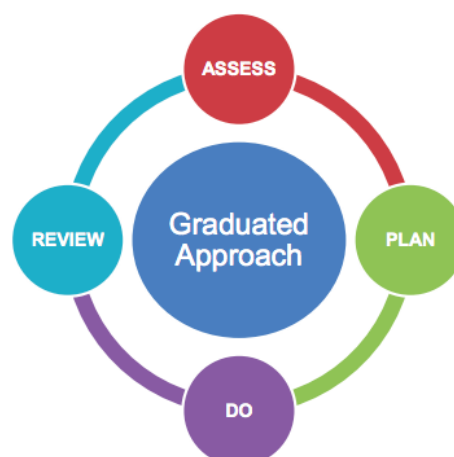 ASSESS
REVIEW
Graduated
Approach
PLAN
DO